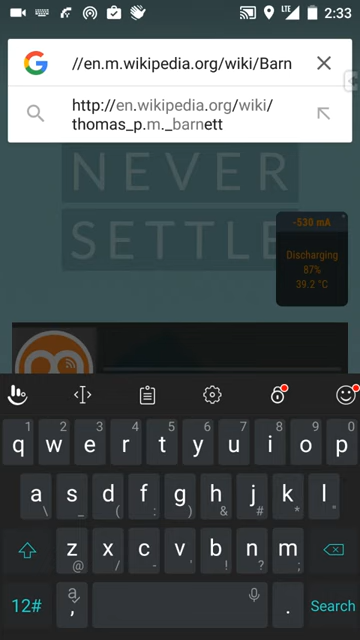 LTE 2:33
//en.m.wikipedia.org/wiki/Barn
http://en.wikipedia.org/wiki/
thomas_p.m._barnett
NEVER
SETTLE
-530 mA
Discharging
87%
39.2 °C
1 2 3 4 5 6 7 8 9 0
q w e r t y u i o p
a s d f g h j k l
\ _ ( : ) & # * "
z x c v b n m
@ / - ' ! ? ;
12# a , . Search